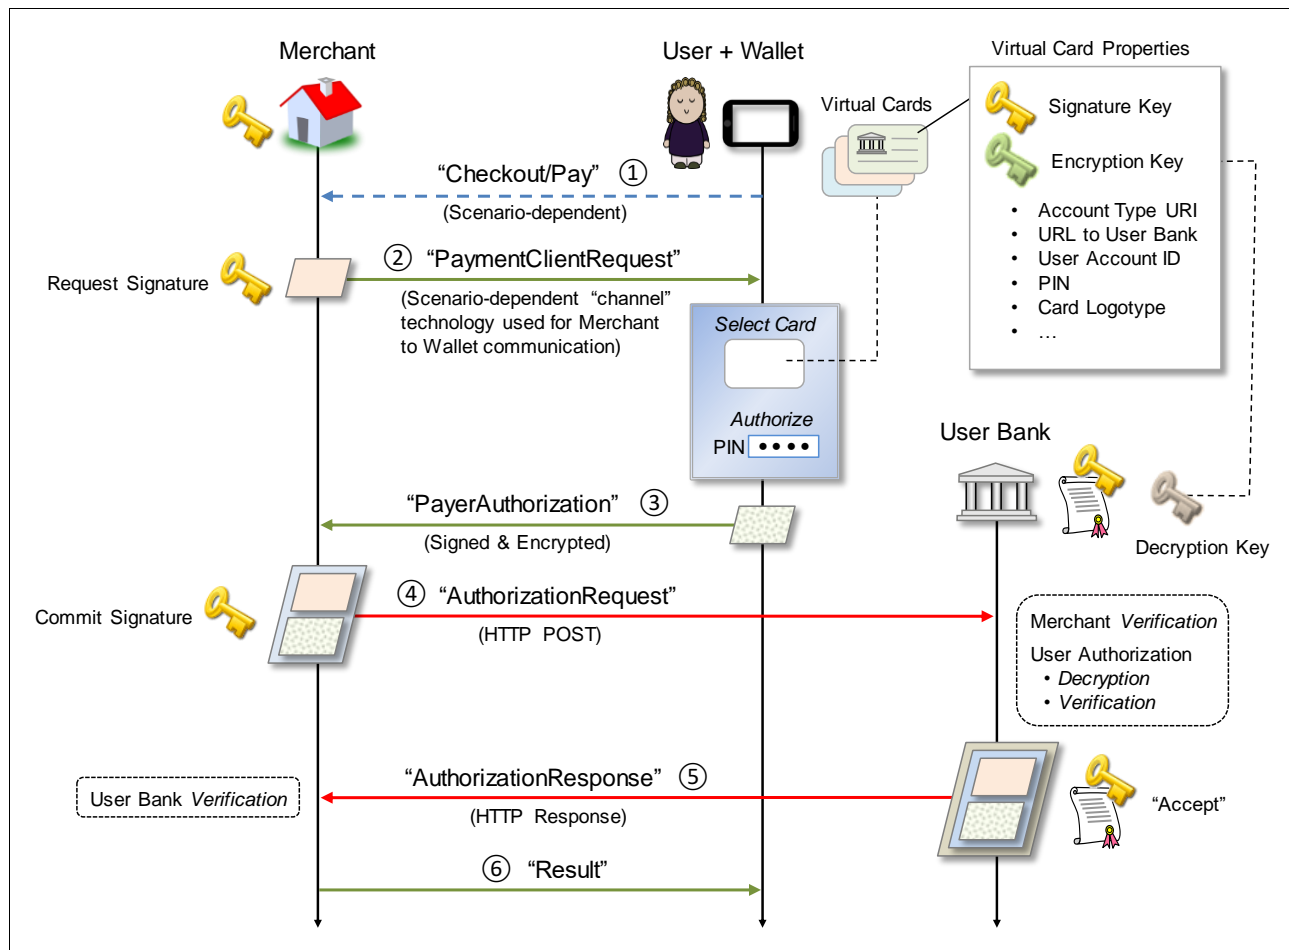 Merchant
User + Wallet
Virtual Card Properties
Virtual Cards
Signature Key
Encryption Key
• Account Type URI
• URL to User Bank
• User Account ID
• PIN
• Card Logotype
• …
“Checkout/Pay” ①
(Scenario-dependent)
Request Signature
② “PaymentClientRequest”
(Scenario-dependent “channel”
technology used for Merchant
to Wallet communication)
Select Card
Authorize
PIN ● ● ● ●
User Bank
Decryption Key
“PayerAuthorization” ③
(Signed & Encrypted)
Commit Signature
④ “AuthorizationRequest”
(HTTP POST)
Merchant Verification
User Authorization
• Decryption
• Verification
“AuthorizationResponse” ⑤
(HTTP Response)
User Bank Verification
“Accept”
⑥ “Result”